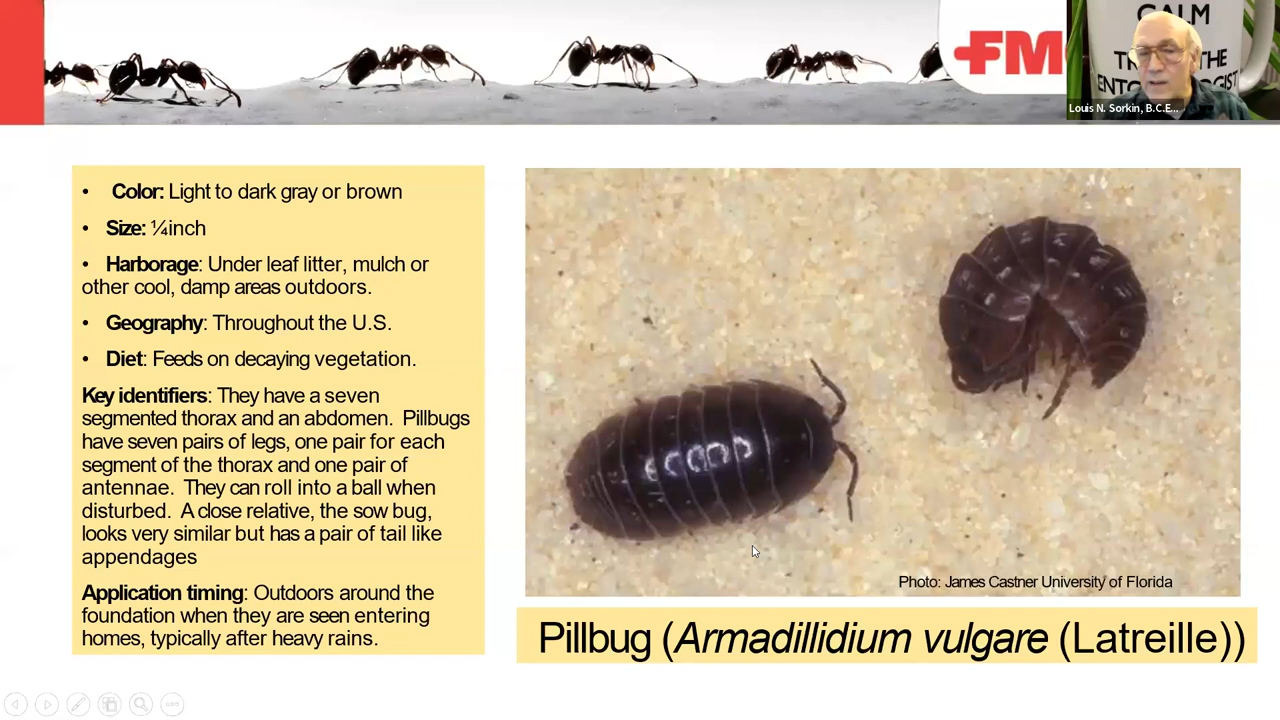 FM
CALM
THE
Louis N. Sorkin, B.C.E...
• Color: Light to dark gray or brown
• Size: ¼inch
• Harborage: Under leaf litter, mulch or
other cool, damp areas outdoors.
• Geography: Throughout the U.S.
• Diet: Feeds on decaying vegetation.
Key identifiers: They have a seven
segmented thorax and an abdomen. Pillbugs
have seven pairs of legs, one pair for each
segment of the thorax and one pair of
antennae. They can roll into a ball when
disturbed. A close relative, the sow bug,
looks very similar but has a pair of tail like
appendages
Application timing: Outdoors around the
foundation when they are seen entering
homes, typically after heavy rains.
Photo: James Castner University of Florida
Pillbug (Armadillidium vulgare (Latreille))